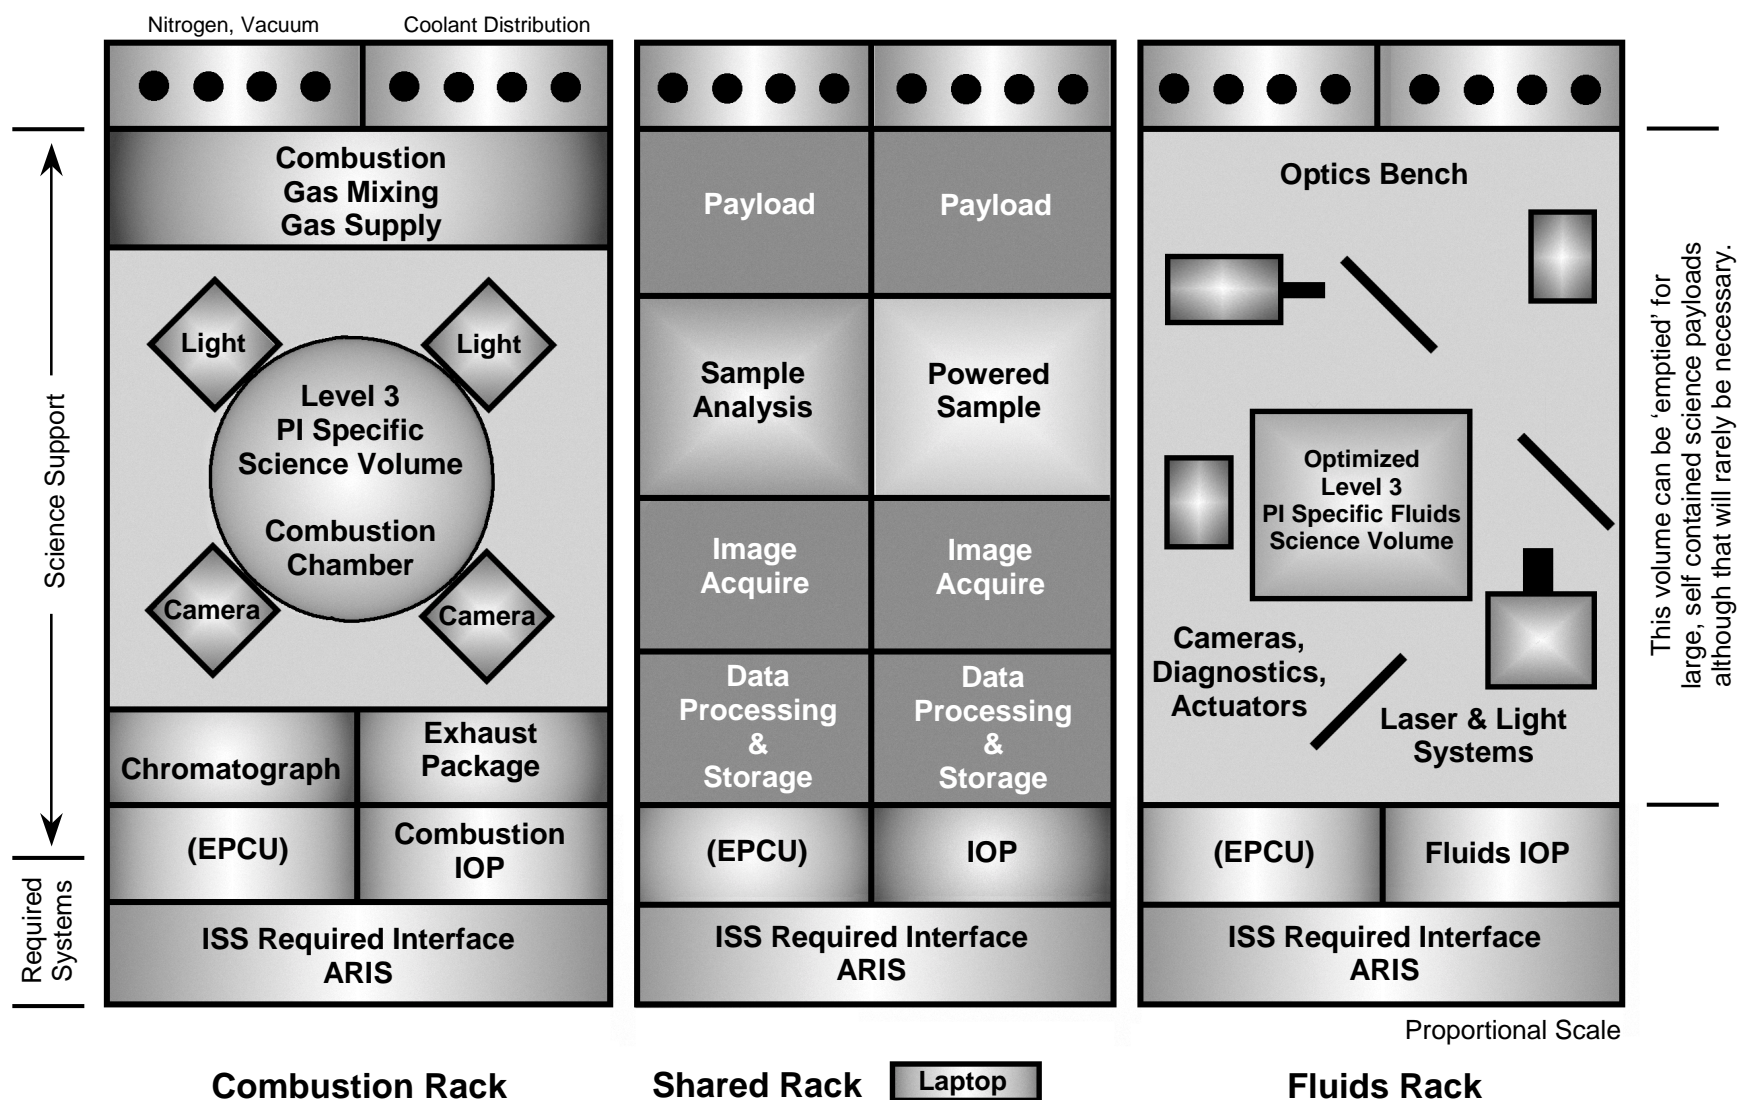 Nitrogen, Vacuum
Coolant Distribution
Science Support
Required
Systems
Combustion
Gas Mixing
Gas Supply
Light
Light
Level 3
PI Specific
Science Volume
Combustion
Chamber
Camera
Camera
Chromatograph
Exhaust
Package
(EPCU)
Combustion
IOP
ISS Required Interface
ARIS
Combustion Rack
Payload
Payload
Sample
Analysis
Powered
Sample
Image
Acquire
Image
Acquire
Data
Processing
&
Storage
Data
Processing
&
Storage
(EPCU)
IOP
ISS Required Interface
ARIS
Shared Rack
Laptop
Optics Bench
Optimized
Level 3
PI Specific Fluids
Science Volume
Cameras,
Diagnostics,
Actuators
Laser & Light
Systems
(EPCU)
Fluids IOP
ISS Required Interface
ARIS
Proportional Scale
Fluids Rack
This volume can be ‘emptied’ for
large, self contained science payloads
although that will rarely be necessary.